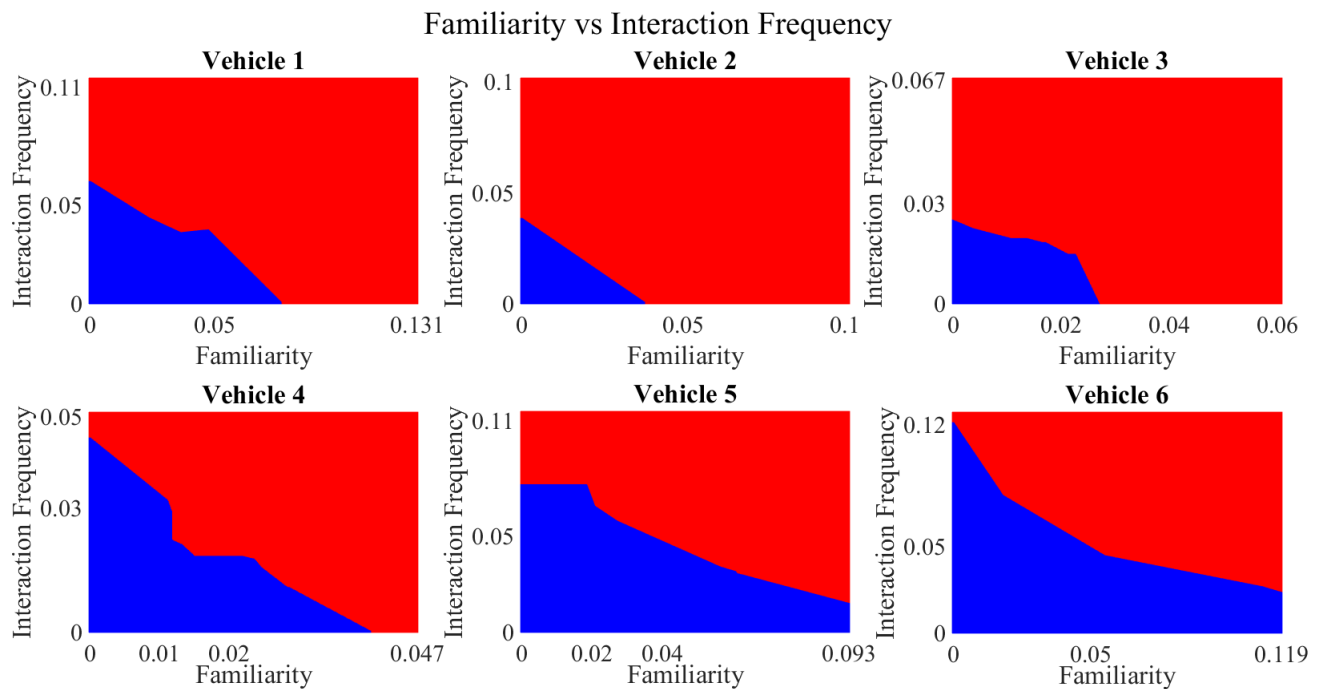 Familiarity vs Interaction Frequency
Vehicle 1
Interaction Frequency
0.11
0.05
0
0 0.05 0.131
Familiarity
Vehicle 2
Interaction Frequency
0.1
0.05
0
0 0.05 0.1
Familiarity
Vehicle 3
Interaction Frequency
0.067
0.03
0
0 0.02 0.04 0.06
Familiarity
Vehicle 4
Interaction Frequency
0.05
0.03
0
0 0.01 0.02 0.047
Familiarity
Vehicle 5
Interaction Frequency
0.11
0.05
0
0 0.02 0.04 0.093
Familiarity
Vehicle 6
Interaction Frequency
0.12
0.05
0
0 0.05 0.119
Familiarity